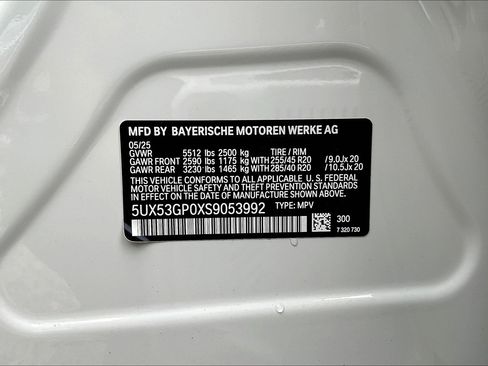 MFD BY BAYERISCHE MOTOREN WERKE AG
05/25
GVWR 5512 lbs 2500 kg TIRE / RIM
GAWR FRONT 2590 lbs 1175 kg WITH 255/45 R20 /9.0Jx 20
GAWR REAR 3230 lbs 1465 kg WITH 285/40 R20 /10.5Jx 20
THIS VEHICLE CONFORMS TO ALL APPLICABLE U.S. FEDERAL
MOTOR VEHICLE SAFETY AND THEFT PREVENTION STANDARDS
IN EFFECT ON THE DATE OF MANUFACTURE SHOWN ABOVE.
5UX53GP0XS9053992 TYPE: MPV
300
7 320 730